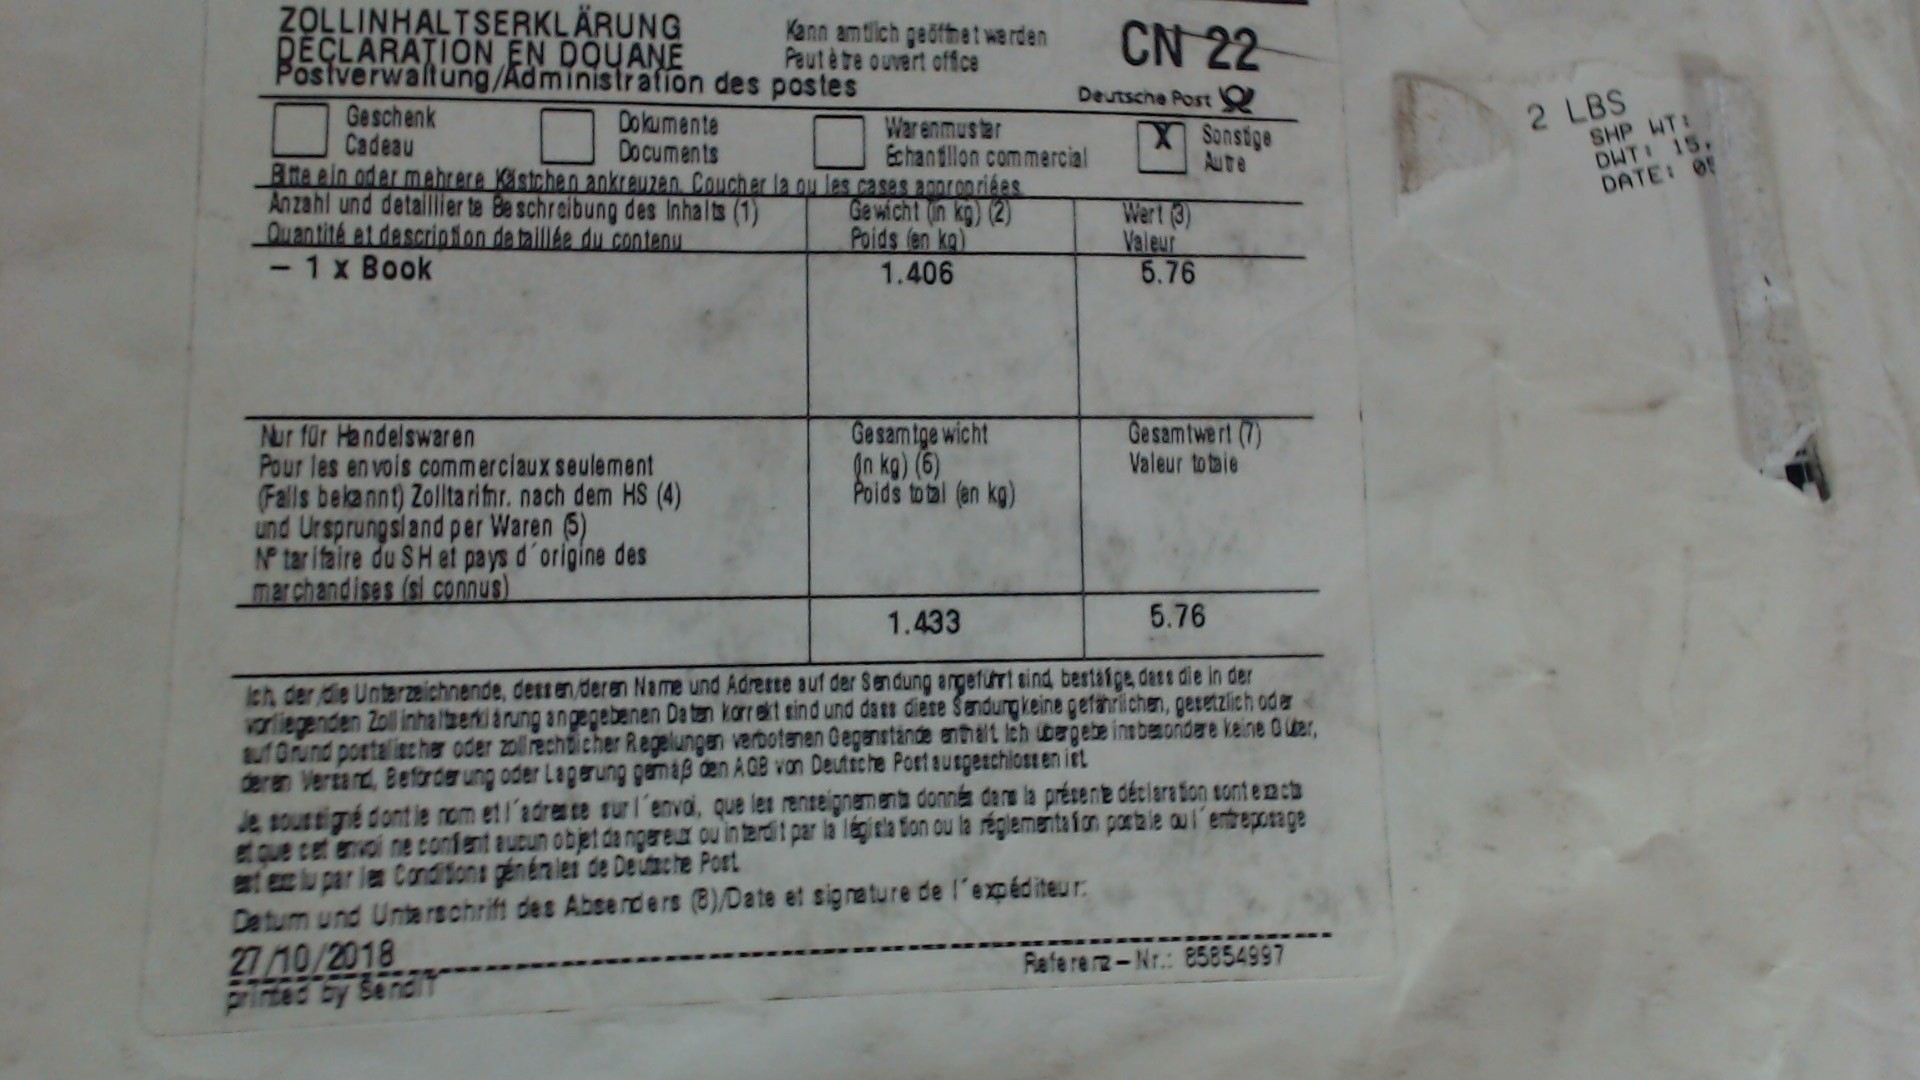 ZOLLINHALTSERKLÄRUNG
DÉCLARATION EN DOUANE
Postverwaltung/Administration des postes
Kann amtlich geöffnet werden
Peut être ouvert office
CN 22
Deutsche Post
Geschenk
Cadeau
Dokumente
Documents
Warenmuster
Echantillon commercial
X
Sonstige
Autre
Bitte ein oder mehrere Kästchen ankreuzen. Coucher la ou les cases appropriées
Anzahl und detaillierte Beschreibung des Inhalts (1)
Quantité et description detaillée du contenu
Gewicht (in kg) (2)
Poids (en kg)
Wert (3)
Valeur
- 1 x Book
1.406
5.76
Nur für Handelswaren
Pour les envois commerciaux seulement
(Falls bekannt) Zolltarifnr. nach dem HS (4)
und Ursprungsland per Waren (5)
N° tarifaire du SH et pays d´origine des
marchandises (si connus)
Gesamtgewicht
(in kg) (6)
Poids total (en kg)
Gesamtwert (7)
Valeur totale
1.433
5.76
Ich, der/die Unterzeichnende, dessen/deren Name und Adresse auf der Sendung angeführt sind, bestätige, dass die in der
vorliegenden Zollinhaltserklärung angegebenen Daten korrekt sind und dass diese Sendung keine gefährlichen, gesetzlich oder
auf Grund postalischer oder zollrechtlicher Regelungen verbotenen Gegenstände enthält. Ich übergebe insbesondere keine Güter,
deren Versand, Beförderung oder Lagerung gemäß den AGB von Deutsche Post ausgeschlossen ist.
Je, soussigné dont le nom et l´adresse sur l´envoi, que les renseignements donnés dans la présente déclaration sont exacts
et que cet envoi ne contient aucun objet dangereux ou interdit par la législation ou la réglementation postale ou l´entreposage
est exclu par les Conditions générales de Deutsche Post.
Datum und Unterschrift des Absenders (8)/Date et signature de l´expéditeur:
27/10/2018
printed by SendIT
Referenz-Nr.: 85854997
2 LBS
SHP WT:
DWT: 15,
DATE: 0